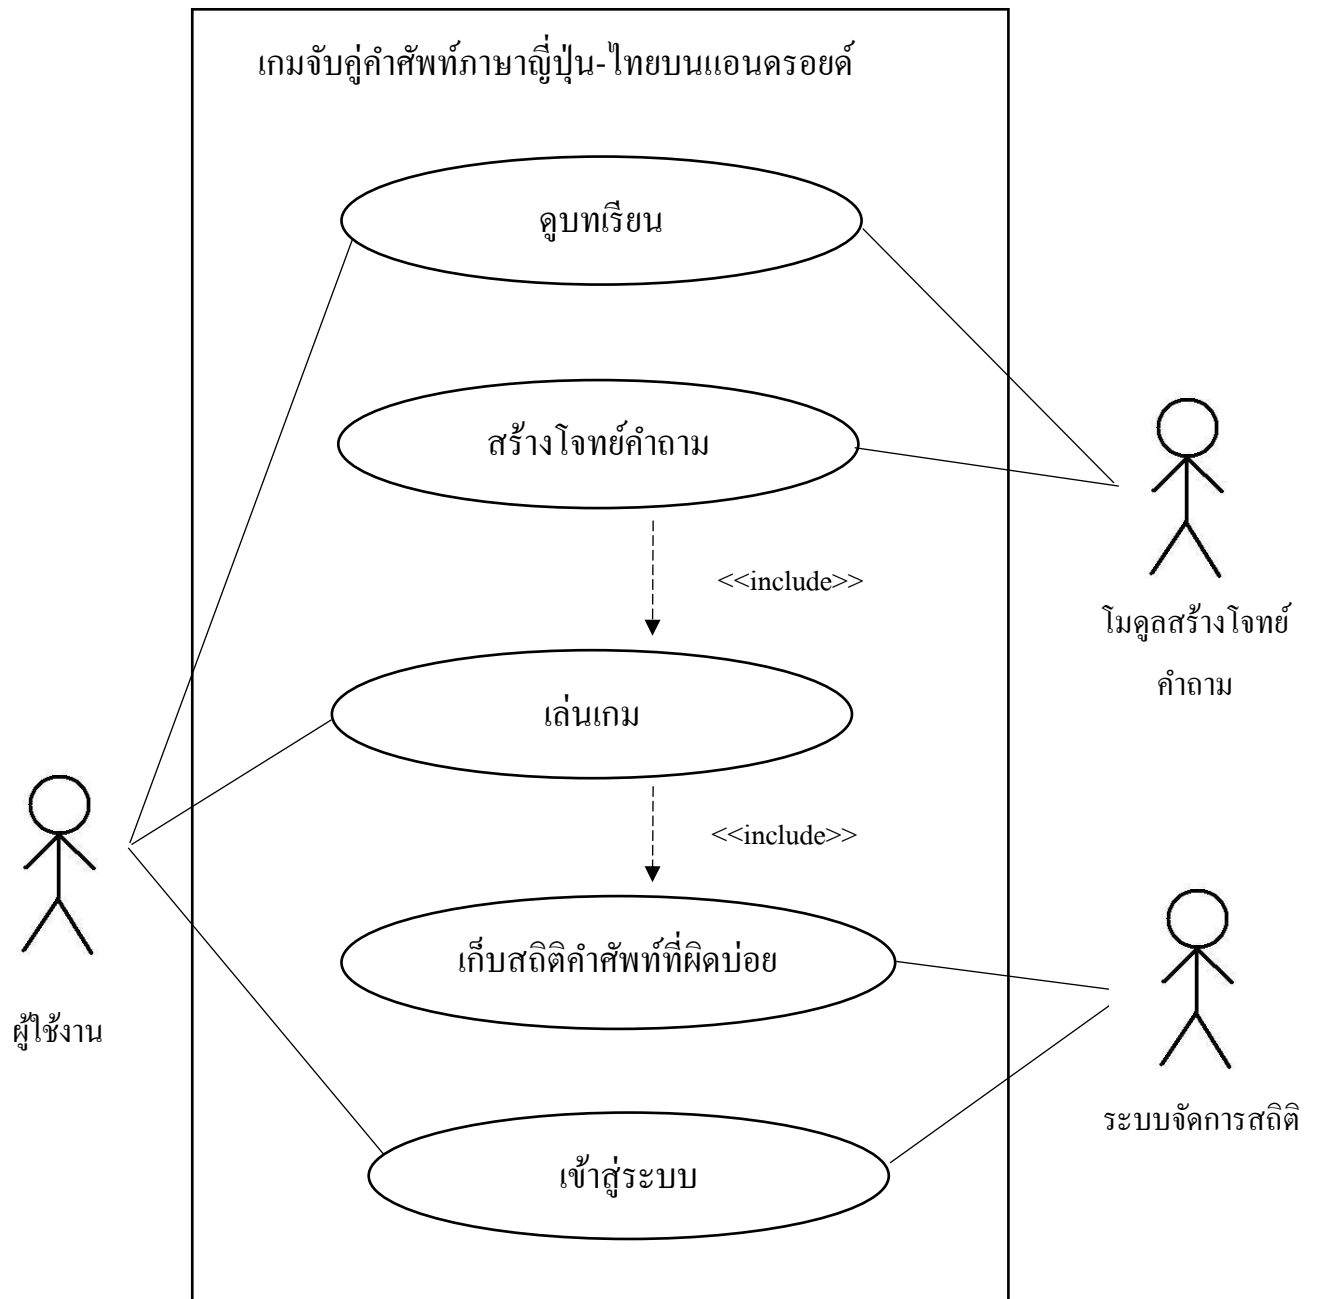 เกมจับคู่คำศัพท์ภาษาญี่ปุ่น-ไทยบนแอนดรอยด์
ดูบทเรียน
สร้างโจทย์คำถาม
<<include>>
โมดูลสร้างโจทย์
คำถาม
เล่นเกม
<<include>>
เก็บสถิติคำศัพท์ที่ผิดบ่อย
ผู้ใช้งาน
ระบบจัดการสถิติ
เข้าสู่ระบบ